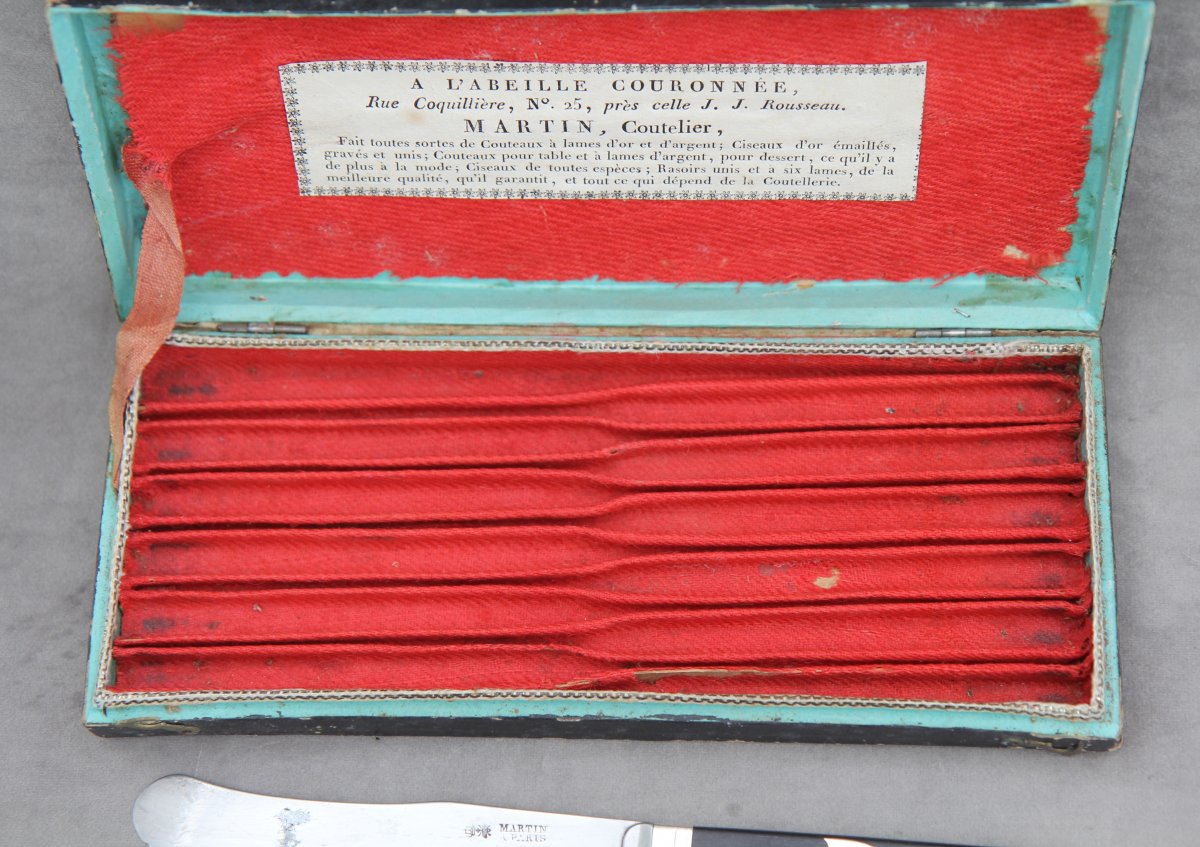 A L'ABEILLE COURONNÉE,
Rue Coquillière, N°. 25, près celle J. J. Rousseau.
MARTIN, Coutelier,
Fait toutes sortes de Couteaux à lames d'or et d'argent; Ciseaux d'or émaillés,
gravés et unis; Couteaux pour table et à lames d'argent, pour dessert, ce qu'il y a
de plus à la mode; Ciseaux de toutes espèces; Rasoirs unis et a six lames, de la
meilleure qualité, qu'il garantit, et tout ce qui dépend de la Coutellerie.
MARTIN
A PARIS